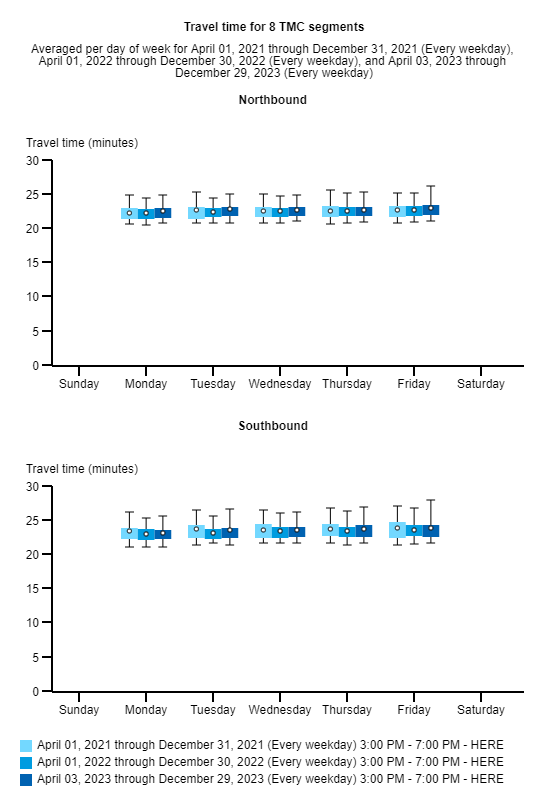 Travel time for 8 TMC segments
Averaged per day of week for April 01, 2021 through December 31, 2021 (Every weekday),
April 01, 2022 through December 30, 2022 (Every weekday), and April 03, 2023 through
December 29, 2023 (Every weekday)
Northbound
Travel time (minutes)
30
25
20
15
10
5
0
Sunday Monday Tuesday Wednesday Thursday Friday Saturday
Southbound
Travel time (minutes)
30
25
20
15
10
5
0
Sunday Monday Tuesday Wednesday Thursday Friday Saturday
April 01, 2021 through December 31, 2021 (Every weekday) 3:00 PM - 7:00 PM - HERE
April 01, 2022 through December 30, 2022 (Every weekday) 3:00 PM - 7:00 PM - HERE
April 03, 2023 through December 29, 2023 (Every weekday) 3:00 PM - 7:00 PM - HERE